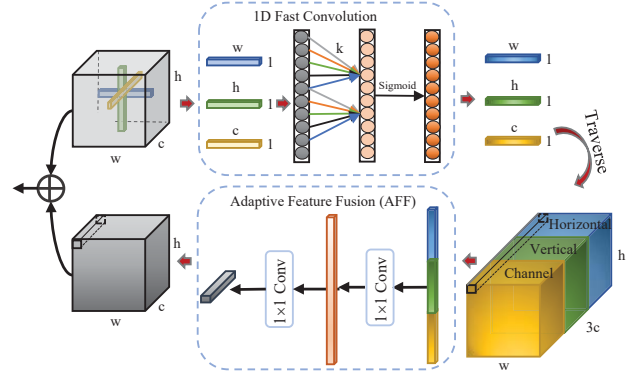 1D Fast Convolution
w
l
h
l
c
l
k
Sigmoid
w
l
h
l
c
l
h
w
c
Traverse
Adaptive Feature Fusion (AFF)
1×1 Conv
1×1 Conv
h
w
c
Horizontal
Vertical
Channel
h
3c
w